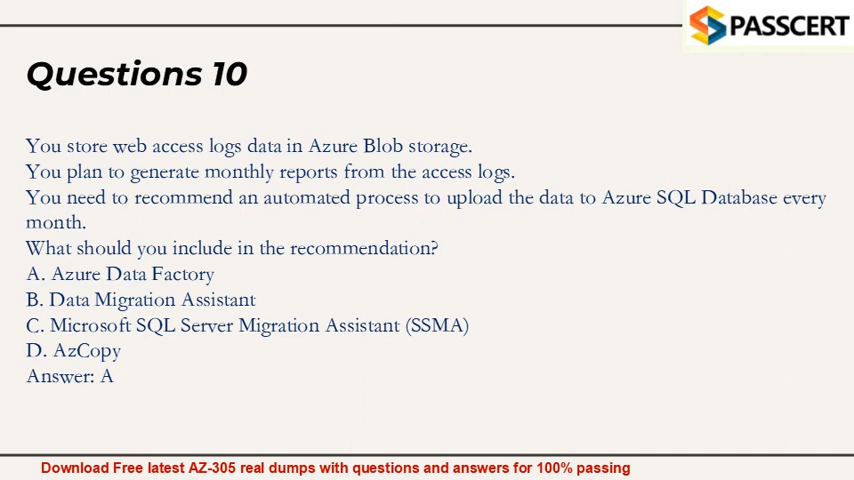 PASSCERT
Questions 10
You store web access logs data in Azure Blob storage.
You plan to generate monthly reports from the access logs.
You need to recommend an automated process to upload the data to Azure SQL Database every
month.
What should you include in the recommendation?
A. Azure Data Factory
B. Data Migration Assistant
C. Microsoft SQL Server Migration Assistant (SSMA)
D. AzCopy
Answer: A
Download Free latest AZ-305 real dumps with questions and answers for 100% passing